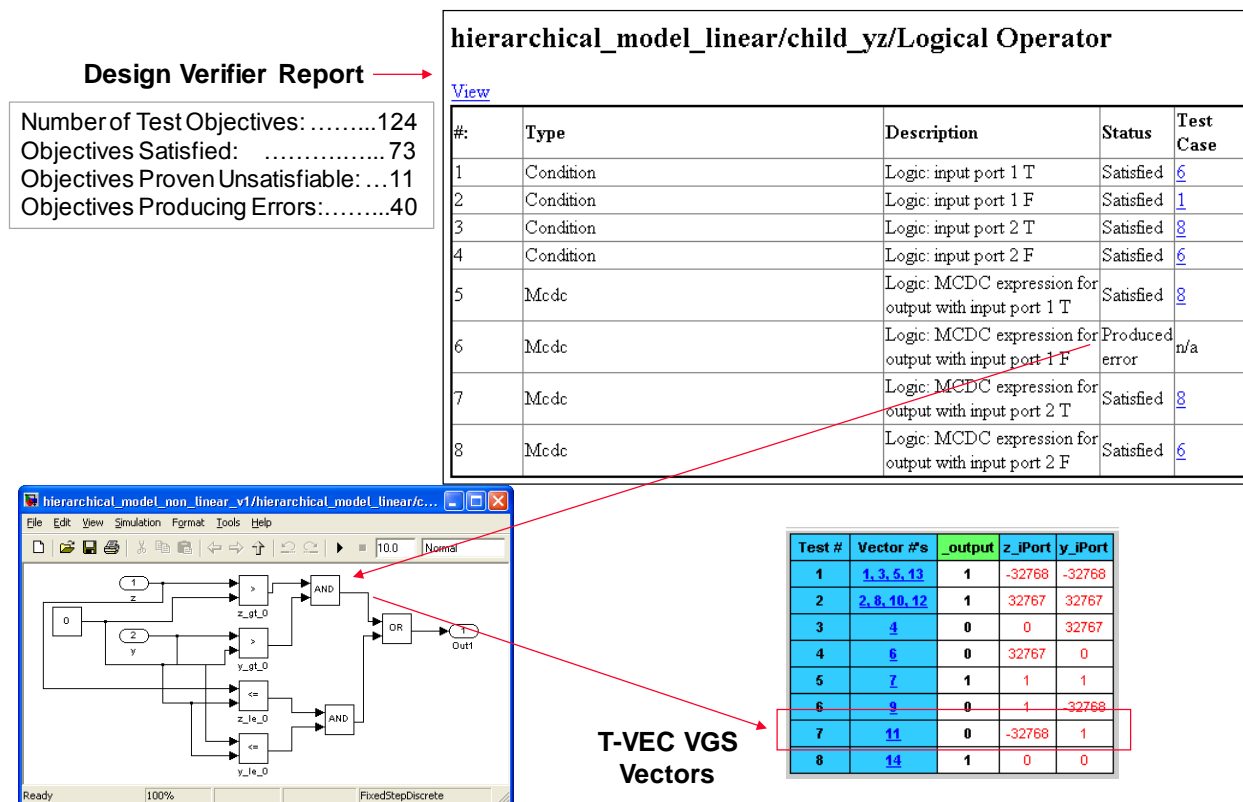 hierarchical_model_linear/child_yz/Logical Operator
Design Verifier Report
View
Number of Test Objectives: ……...124
Objectives Satisfied: ………..….. 73
Objectives Proven Unsatisfiable: …11
Objectives Producing Errors:……...40
#: Type Description Status Test Case
1 Condition Logic: input port 1 T Satisfied 6
2 Condition Logic: input port 1 F Satisfied 1
3 Condition Logic: input port 2 T Satisfied 8
4 Condition Logic: input port 2 F Satisfied 6
5 Mcdc Logic: MCDC expression for output with input port 1 T Satisfied 8
6 Mcdc Logic: MCDC expression for output with input port 1 F Produced error n/a
7 Mcdc Logic: MCDC expression for output with input port 2 T Satisfied 8
8 Mcdc Logic: MCDC expression for output with input port 2 F Satisfied 6
hierarchical_model_non_linear_v1/hierarchical_model_linear/c...
File Edit View Simulation Format Tools Help
10.0 Normal
1
z
>
z_gt_0
AND
0
2
y
>
y_gt_0
OR
1
Out1
<=
z_le_0
AND
<=
y_le_0
Ready 100% FixedStepDiscrete
T-VEC VGS
Vectors
Test # Vector #'s _output z_iPort y_iPort
1 1, 3, 5, 13 1 -32768 -32768
2 2, 8, 10, 12 1 32767 32767
3 4 0 0 32767
4 6 0 32767 0
5 7 1 1 1
6 9 0 1 -32768
7 11 0 -32768 1
8 14 1 0 0